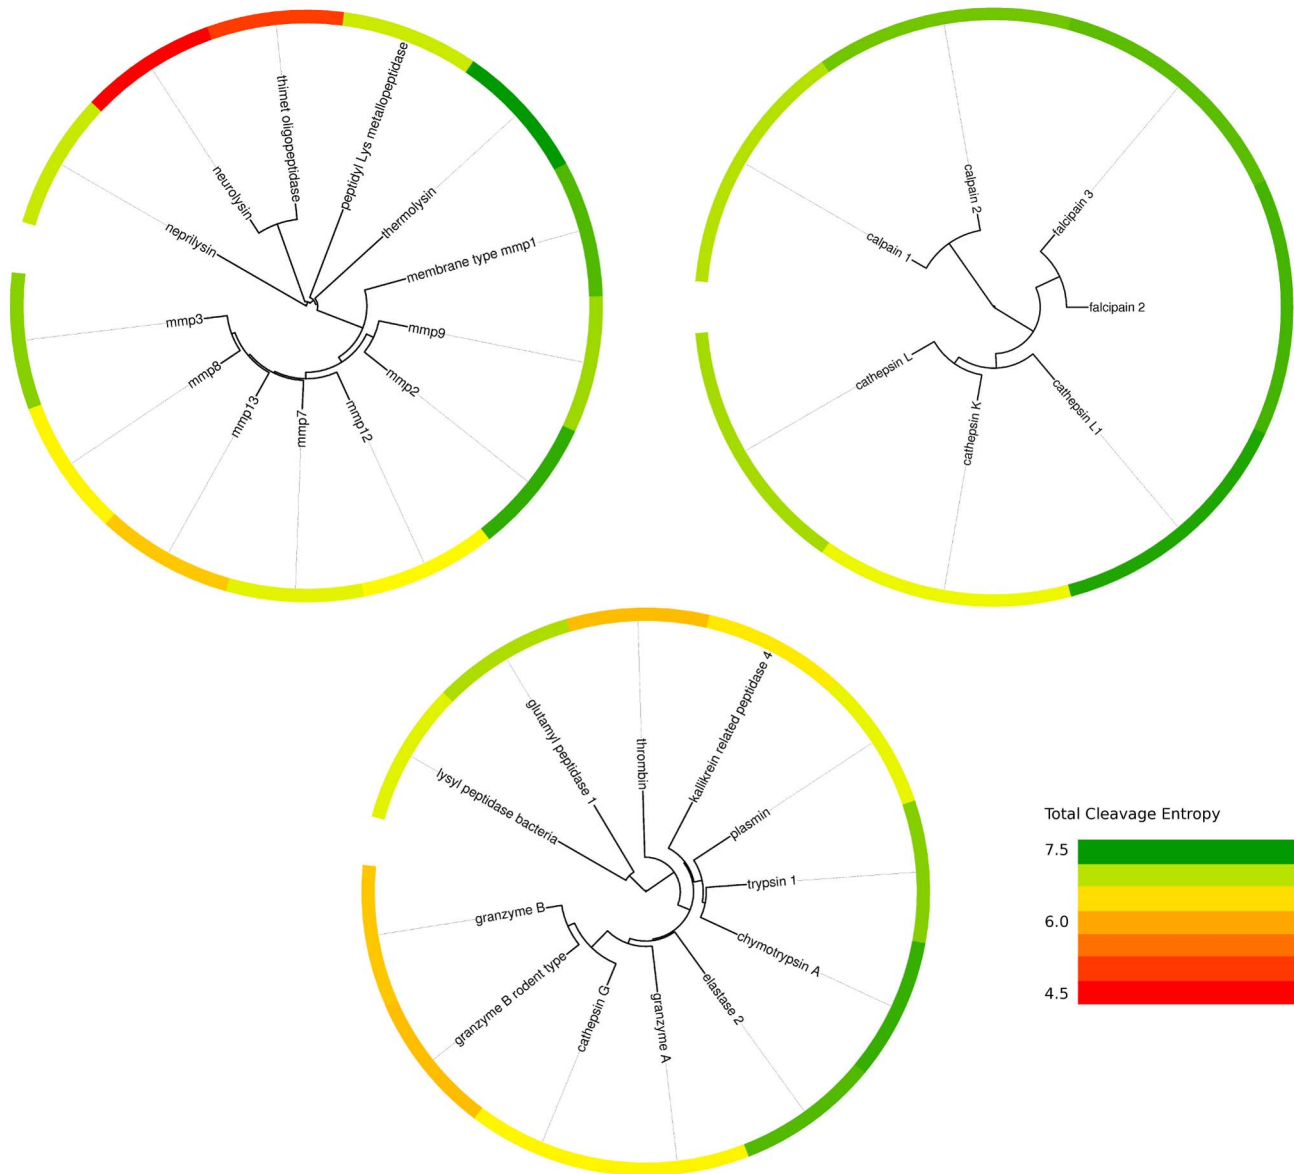 thimet oligopeptidase
peptidyl Lys metallopeptidase
neurolysin
thermolysin
neprilysin
membrane type mmp1
mmp3
mmp9
mmp8
mmp2
mmp13
mmp7
mmp12
calpain 2
falcipain 3
calpain 1
falcipain 2
cathepsin L
cathepsin K
cathepsin L1
glutamyl peptidase 1
thrombin
kallikrein related peptidase 4
lysyl peptidase bacteria
plasmin
trypsin 1
granzyme B
chymotrypsin A
granzyme B rodent type
cathepsin G
granzyme A
elastase 2
Total Cleavage Entropy
7.5
6.0
4.5